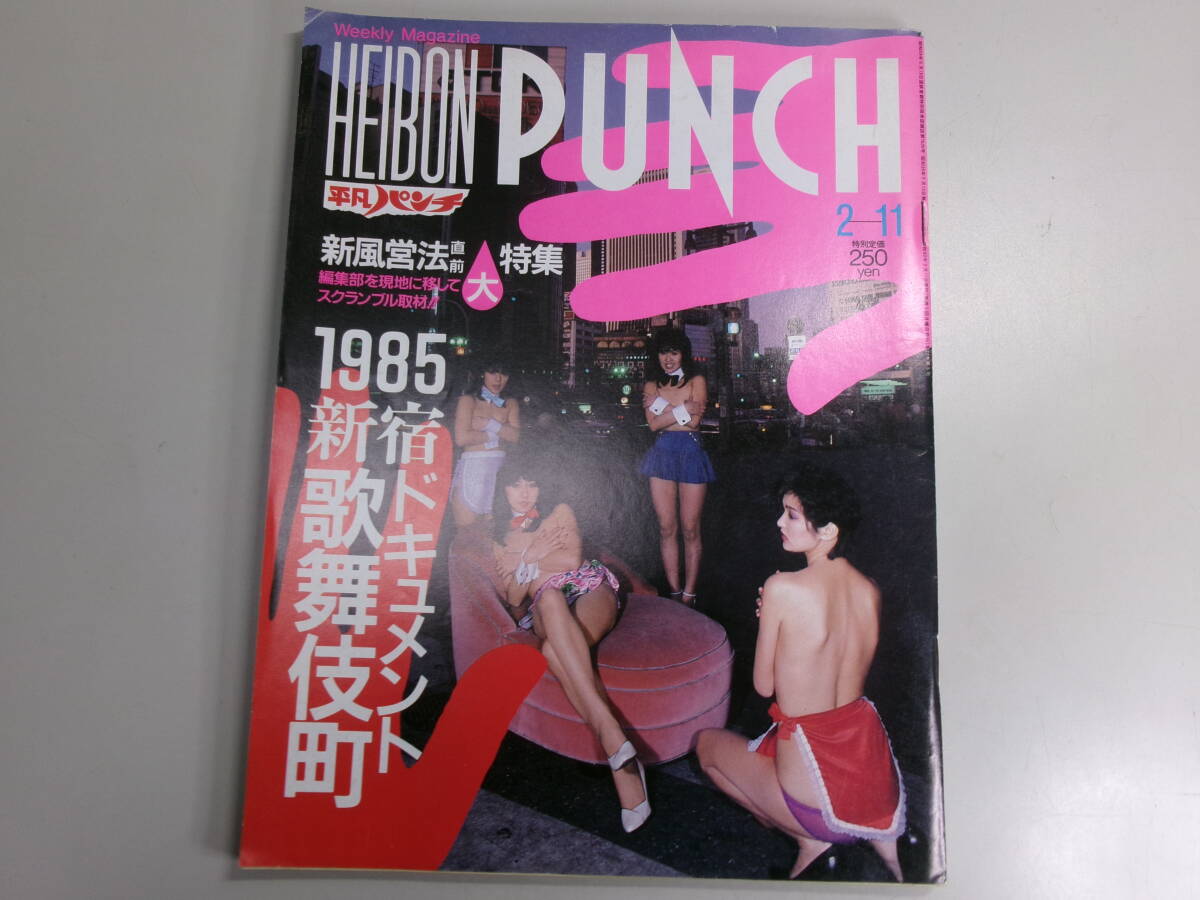 Weekly Magazine
HEIBON PUNCH
平凡パンチ
2—11
特別定価
250
yen
新風営法直前大特集
編集部を現地に移して
スクランブル取材!!
1985
新宿
歌舞伎町
ドキュメント